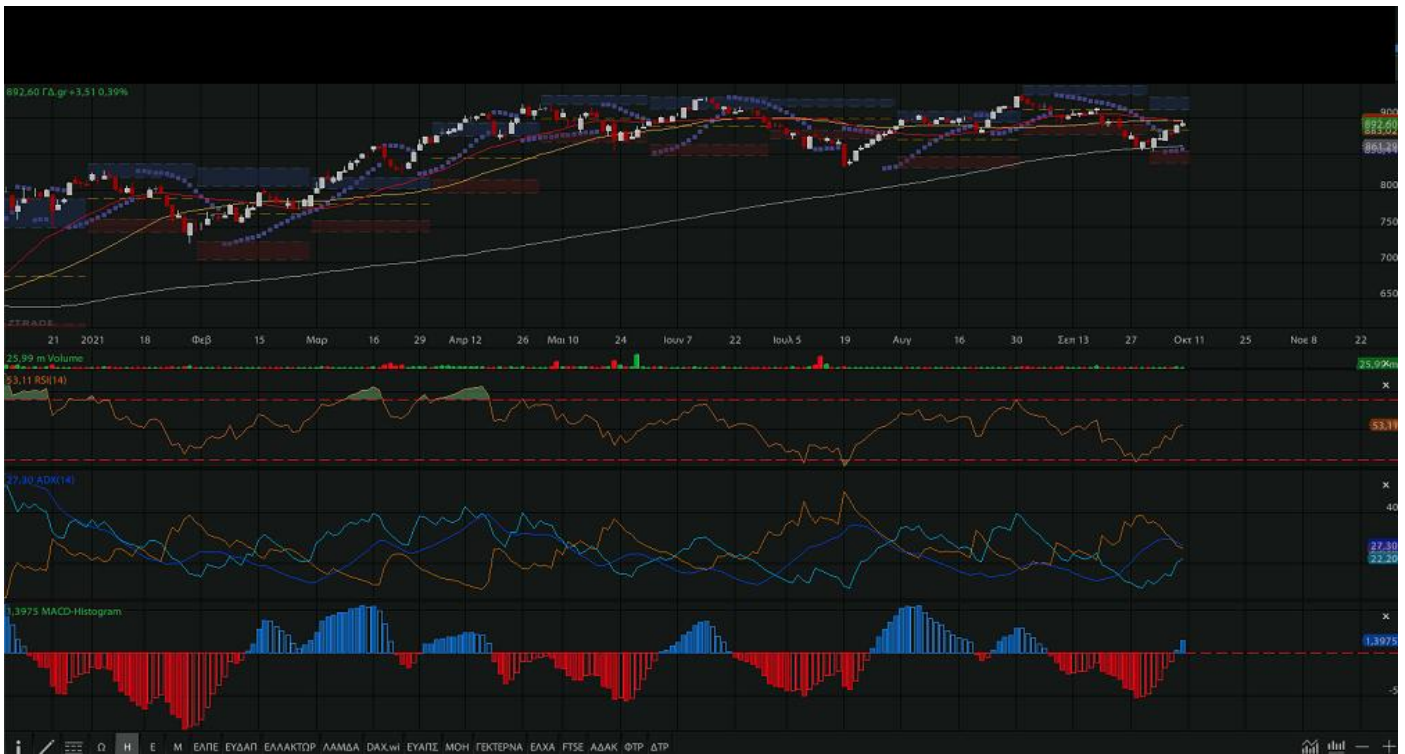 892,60 ΓΔ.gr +3,51 0,39%
900
892,60
883,02
861,29
800
750
700
650
ZTRADE
21 2021 18 Φεβ 15 Μαρ 16 29 Απρ 12 26 Μαι 10 24 Ιουν 7 22 Ιουλ 5 19 Αυγ 16 30 Σεπ 13 27 Οκτ 11 25 Νοε 8 22
25,99 m Volume
25,99 m
x
53,11 RSI(14)
x
53,11
27,30 ADX(14)
x
40
27,30
22,20
1,3975 MACD-Histogram
x
1,3975
-5
Ω Η Ε Μ ΕΛΠΕ ΕΥΔΑΠ ΕΛΛΑΚΤΩΡ ΛΑΜΔΑ DAX.wi ΕΥΑΠΣ ΜΟΗ ΓΕΚΤΕΡΝΑ ΕΛΧΑ FTSE ΑΔΑΚ ΦΤΡ ΔΤΡ